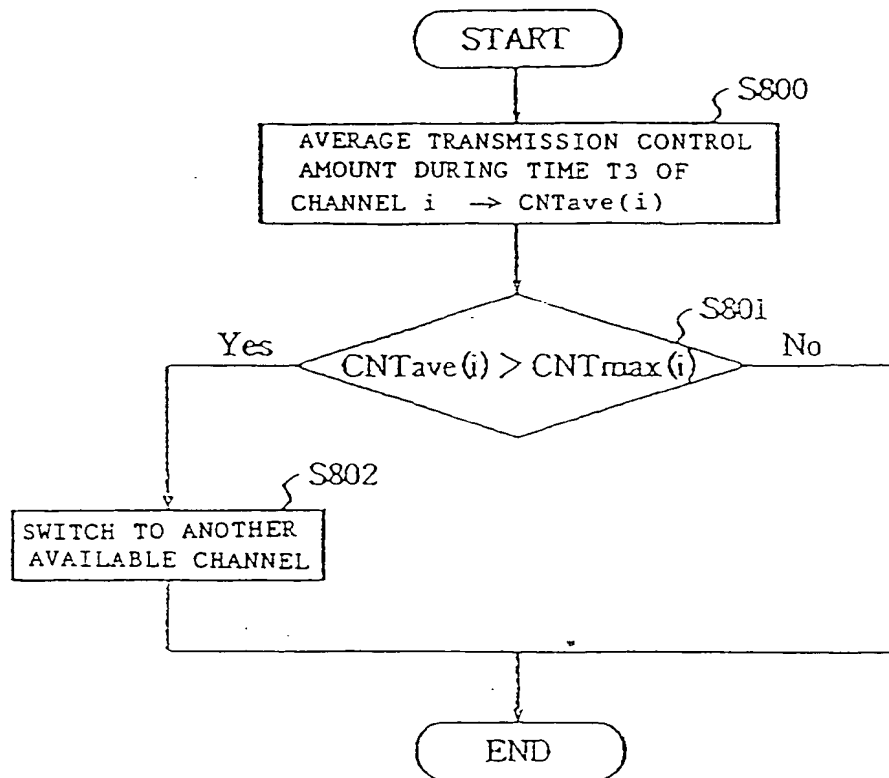 START
S800
AVERAGE TRANSMISSION CONTROL
AMOUNT DURING TIME T3 OF
CHANNEL i → CNTave(i)
S801
Yes
CNTave(i) > CNTmax(i)
No
S802
SWITCH TO ANOTHER
AVAILABLE CHANNEL
END